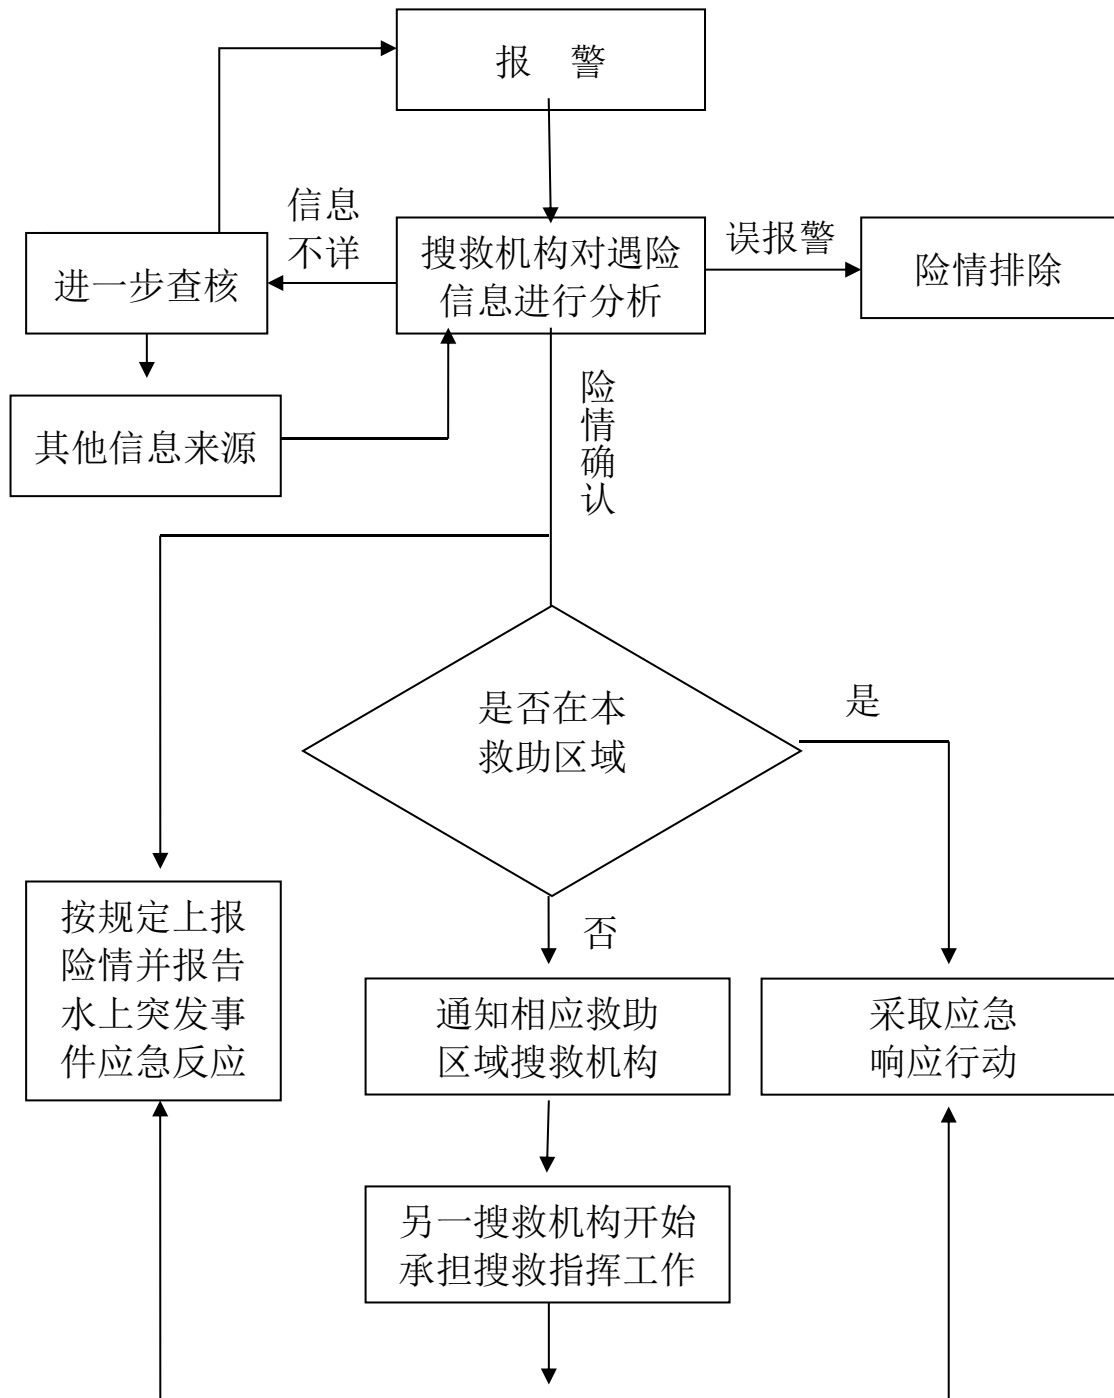 报 警
信息
不详
搜救机构对遇险
信息进行分析
误报警
险情排除
进一步查核
其他信息来源
险
情
确
认
是否在本
救助区域
是
否
按规定上报
险情并报告
水上突发事
件应急反应
通知相应救助
区域搜救机构
采取应急
响应行动
另一搜救机构开始
承担搜救指挥工作